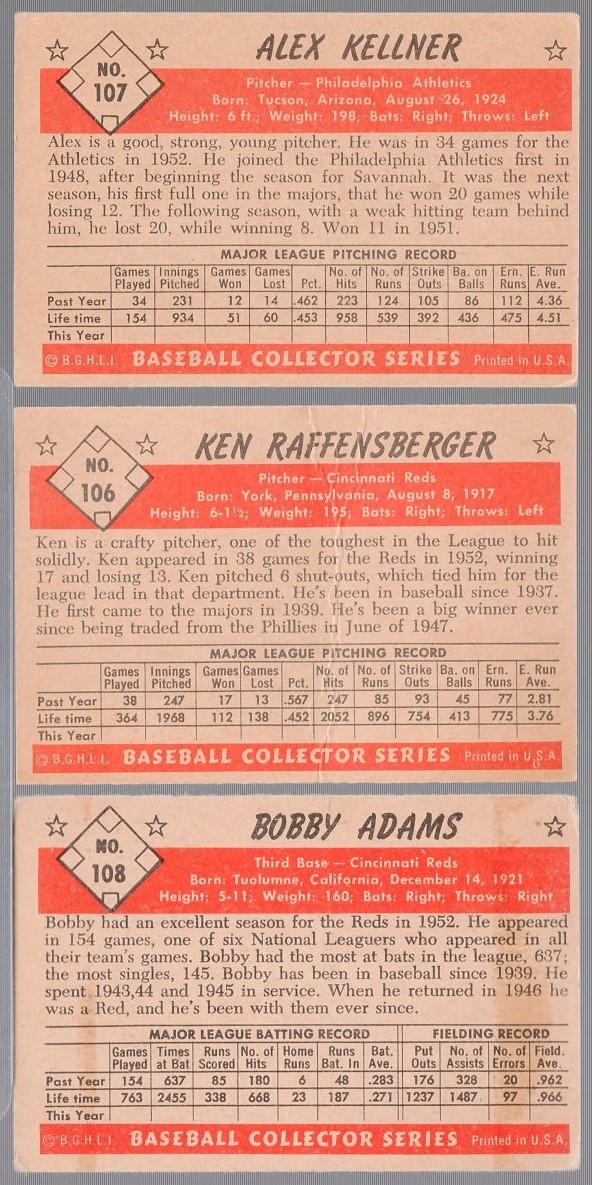 ALEX KELLNER
NO.
107
Pitcher — Philadelphia Athletics
Born: Tucson, Arizona, August 26, 1924
Height: 6 ft.; Weight: 198; Bats: Right; Throws: Left
Alex is a good, strong, young pitcher. He was in 34 games for the
Athletics in 1952. He joined the Philadelphia Athletics first in
1948, after beginning the season for Savannah. It was the next
season, his first full one in the majors, that he won 20 games while
losing 12. The following season, with a weak hitting team behind
him, he lost 20, while winning 8. Won 11 in 1951.
MAJOR LEAGUE PITCHING RECORD
Games Innings Games Games No. of No. of Strike Ba. on Ern. E. Run
Played Pitched Won Lost Pct. Hits Runs Outs Balls Runs Ave.
Past Year 34 231 12 14 .462 223 124 105 86 112 4.36
Life time 154 934 51 60 .453 958 539 392 436 475 4.51
This Year
© B.G.H.L.I. BASEBALL COLLECTOR SERIES Printed in U.S.A.
KEN RAFFENSBERGER
NO.
106
Pitcher — Cincinnati Reds
Born: York, Pennsylvania, August 8, 1917
Height: 6-1½; Weight: 195; Bats: Right; Throws: Left
Ken is a crafty pitcher, one of the toughest in the League to hit
solidly. Ken appeared in 38 games for the Reds in 1952, winning
17 and losing 13. Ken pitched 6 shut-outs, which tied him for the
league lead in that department. He's been in baseball since 1937.
He first came to the majors in 1939. He's been a big winner ever
since being traded from the Phillies in June of 1947.
MAJOR LEAGUE PITCHING RECORD
Games Innings Games Games No. of No. of Strike Ba. on Ern. E. Run
Played Pitched Won Lost Pct. Hits Runs Outs Balls Runs Ave.
Past Year 38 247 17 13 .567 247 85 93 45 77 2.81
Life time 364 1968 112 138 .452 2052 896 754 413 775 3.76
This Year
© B.G.H.L.I. BASEBALL COLLECTOR SERIES Printed in U.S.A.
BOBBY ADAMS
NO.
108
Third Base — Cincinnati Reds
Born: Tuolumne, California, December 14, 1921
Height: 5-11; Weight: 160; Bats: Right; Throws: Right
Bobby had an excellent season for the Reds in 1952. He appeared
in 154 games, one of six National Leaguers who appeared in all
their team's games. Bobby had the most at bats in the league, 637;
the most singles, 145. Bobby has been in baseball since 1939. He
spent 1943,44 and 1945 in service. When he returned in 1946 he
was a Red, and he's been with them ever since.
MAJOR LEAGUE BATTING RECORD FIELDING RECORD
Games Times Runs No. of Home Runs Bat. Put No. of No. of Field.
Played at Bat Scored Hits Runs Bat. In Ave. Outs Assists Errors Ave.
Past Year 154 637 85 180 6 48 .283 176 328 20 .962
Life time 763 2455 338 668 23 187 .271 1237 1487 97 .966
This Year
© B.G.H.L.I. BASEBALL COLLECTOR SERIES Printed in U.S.A.